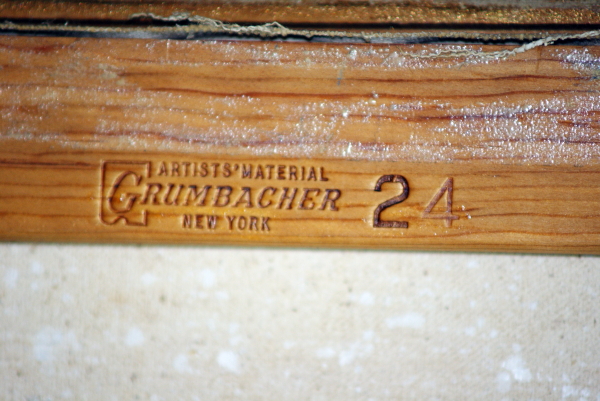 ARTISTS' MATERIAL
GRUMBACHER 24
NEW YORK